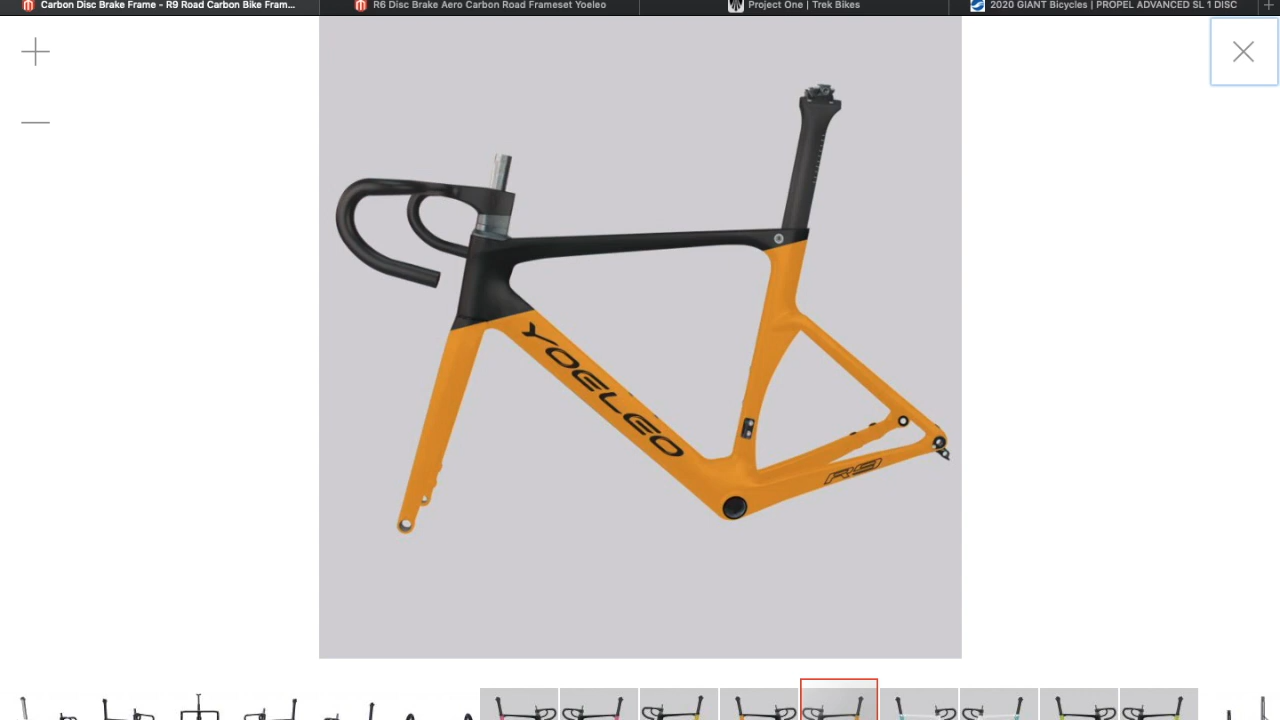 Carbon Disc Brake Frame - R9 Road Carbon Bike Fram...
R6 Disc Brake Aero Carbon Road Frameset Yoeleo
Project One | Trek Bikes
2020 GIANT Bicycles | PROPEL ADVANCED SL 1 DISC
YOELEO
R9